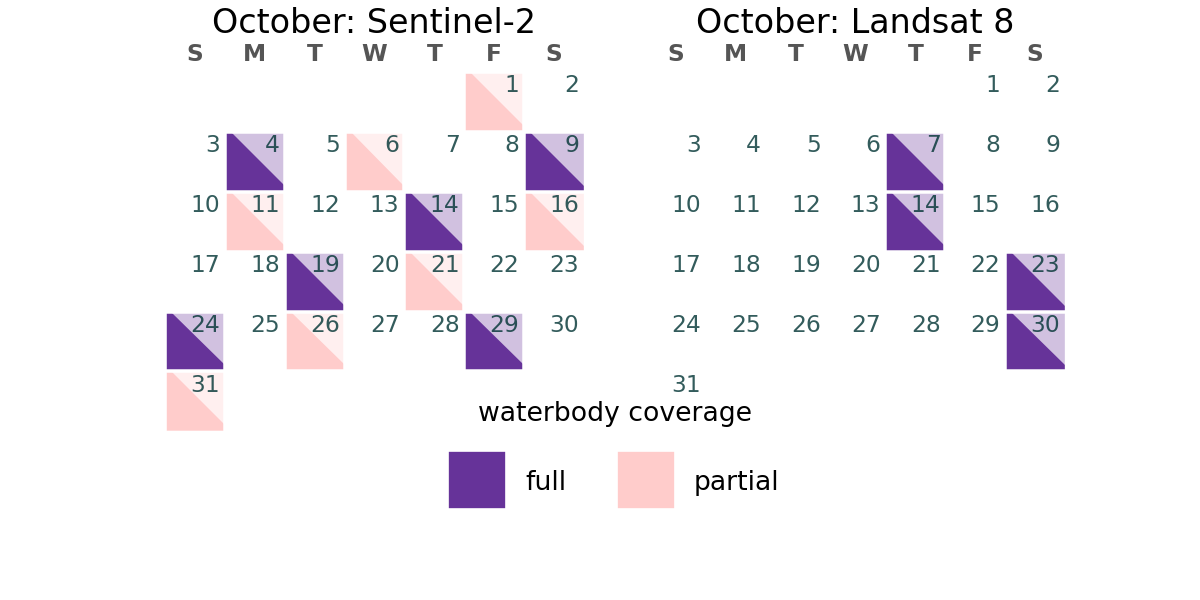 October: Sentinel-2
S M T W T F S
1 2
3 4 5 6 7 8 9
10 11 12 13 14 15 16
17 18 19 20 21 22 23
24 25 26 27 28 29 30
31
October: Landsat 8
S M T W T F S
1 2
3 4 5 6 7 8 9
10 11 12 13 14 15 16
17 18 19 20 21 22 23
24 25 26 27 28 29 30
31
waterbody coverage
full partial